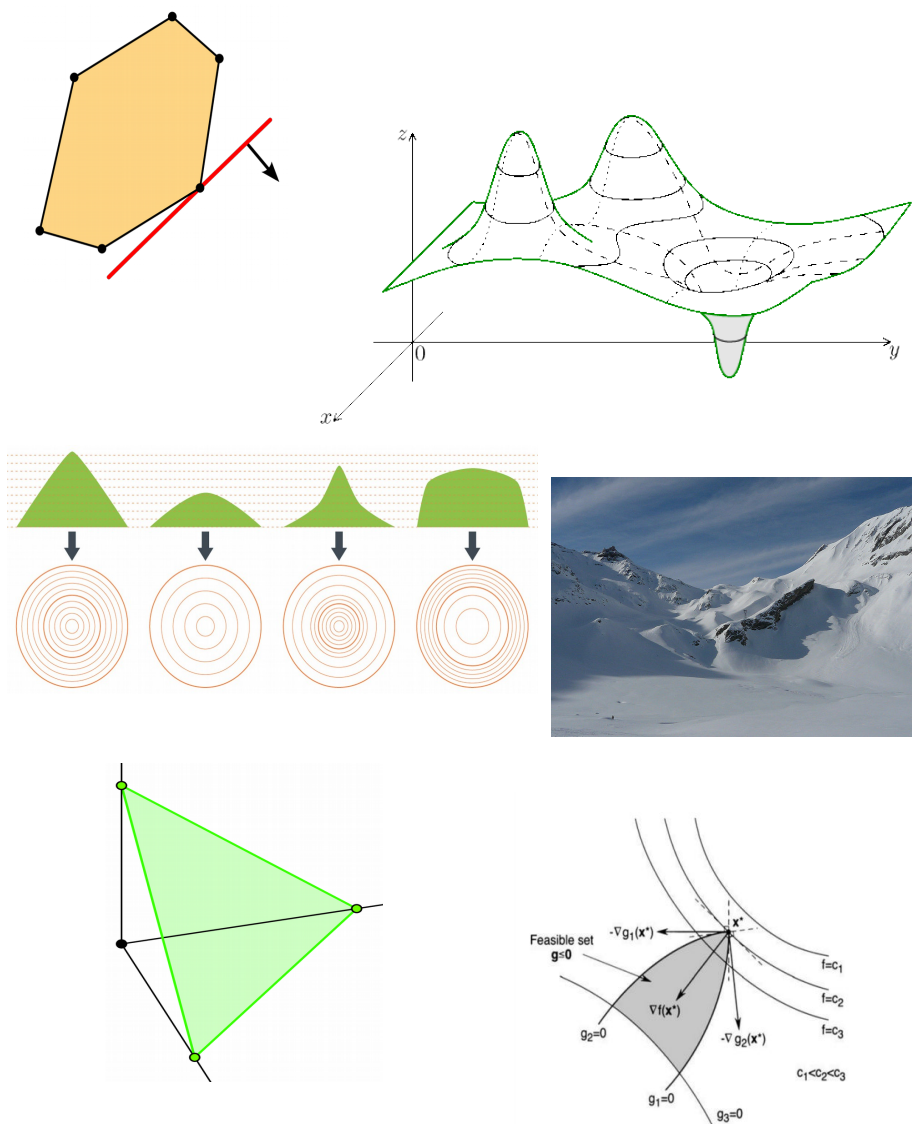 z
0
y
x
x*
-∇g₁(x*)
Feasible set
g≤0
f=c₁
∇f(x*)
f=c₂
f=c₃
g₂=0
-∇g₂(x*)
c₁<c₂<c₃
g₁=0
g₃=0